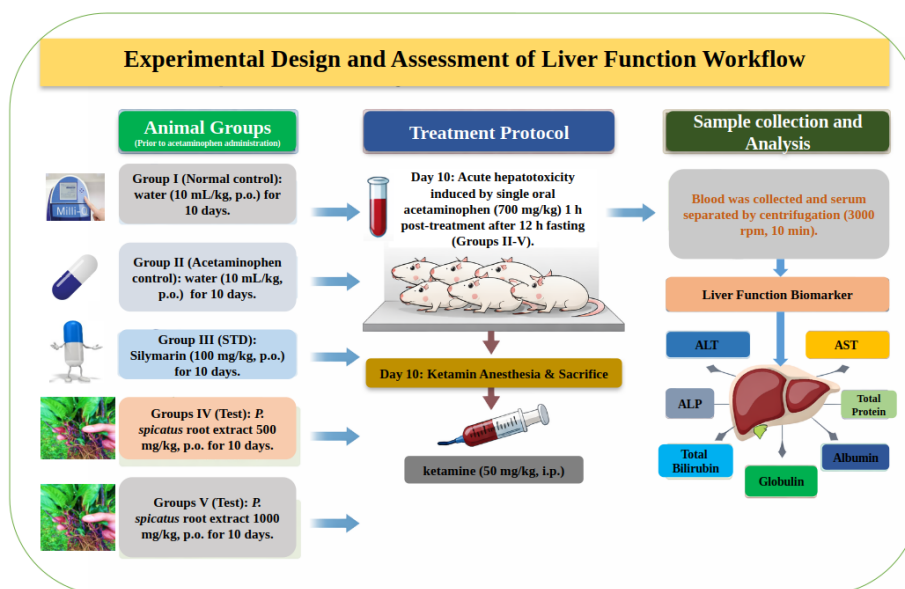 Experimental Design and Assessment of Liver Function Workflow
Animal Groups
(Prior to acetaminophen administration)
Group I (Normal control):
water (10 mL/kg, p.o.) for
10 days.
Milli-
Group II (Acetaminophen
control): water (10 mL/kg,
p.o.) for 10 days.
Group III (STD):
Silymarin (100 mg/kg, p.o.)
for 10 days.
Groups IV (Test): P.
spicatus root extract 500
mg/kg, p.o. for 10 days.
Groups V (Test): P.
spicatus root extract 1000
mg/kg, p.o. for 10 days.
Treatment Protocol
Day 10: Acute hepatotoxicity
induced by single oral
acetaminophen (700 mg/kg) 1 h
post-treatment after 12 h fasting
(Groups II-V).
Day 10: Ketamin Anesthesia & Sacrifice
ketamine (50 mg/kg, i.p.)
Sample collection and
Analysis
Blood was collected and serum
separated by centrifugation (3000
rpm, 10 min).
Liver Function Biomarker
ALT
AST
ALP
Total
Protein
Total
Bilirubin
Albumin
Globulin